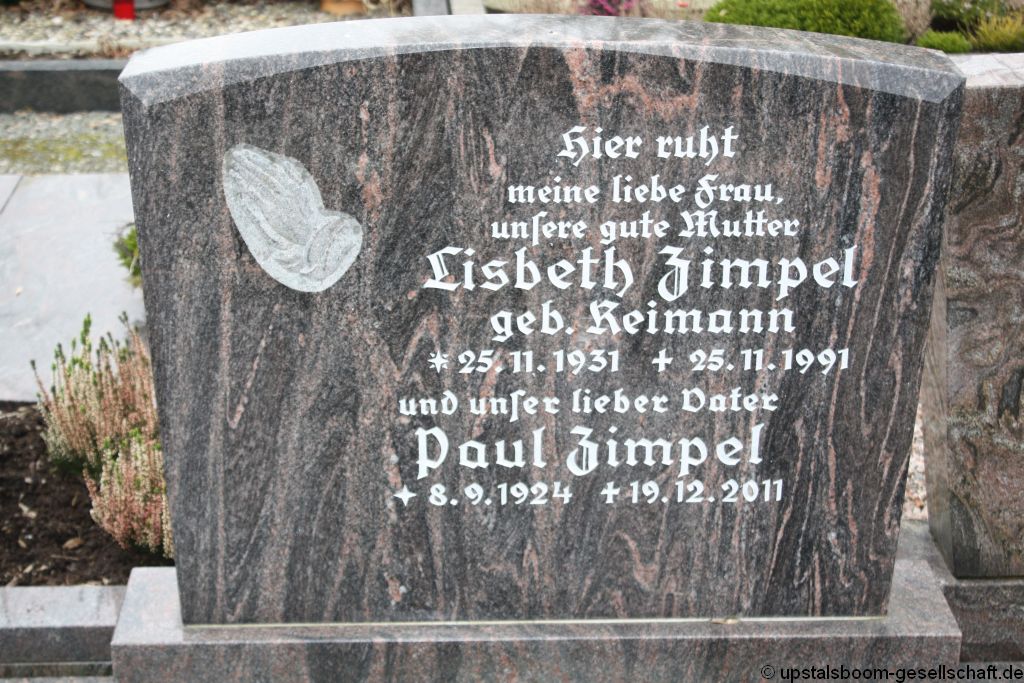 Hier ruht
meine liebe Frau,
unſere gute Mutter
Lisbeth Zimpel
geb. Reimann
* 25. 11. 1931 ✝ 25. 11. 1991
und unſer lieber Vater
Paul Zimpel
* 8. 9. 1924 ✝ 19. 12. 2011
© upstalsboom-gesellschaft.de